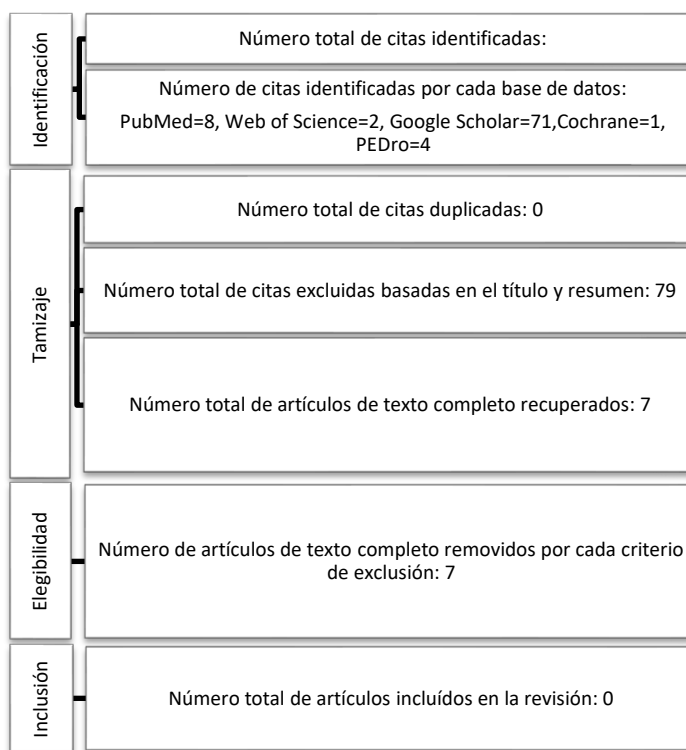 Identificación
Número total de citas identificadas:
Número de citas identificadas por cada base de datos:
PubMed=8, Web of Science=2, Google Scholar=71,Cochrane=1,
PEDro=4
Tamizaje
Número total de citas duplicadas: 0
Número total de citas excluidas basadas en el título y resumen: 79
Número total de artículos de texto completo recuperados: 7
Elegibilidad
Número de artículos de texto completo removidos por cada criterio
de exclusión: 7
Inclusión
Número total de artículos incluídos en la revisión: 0